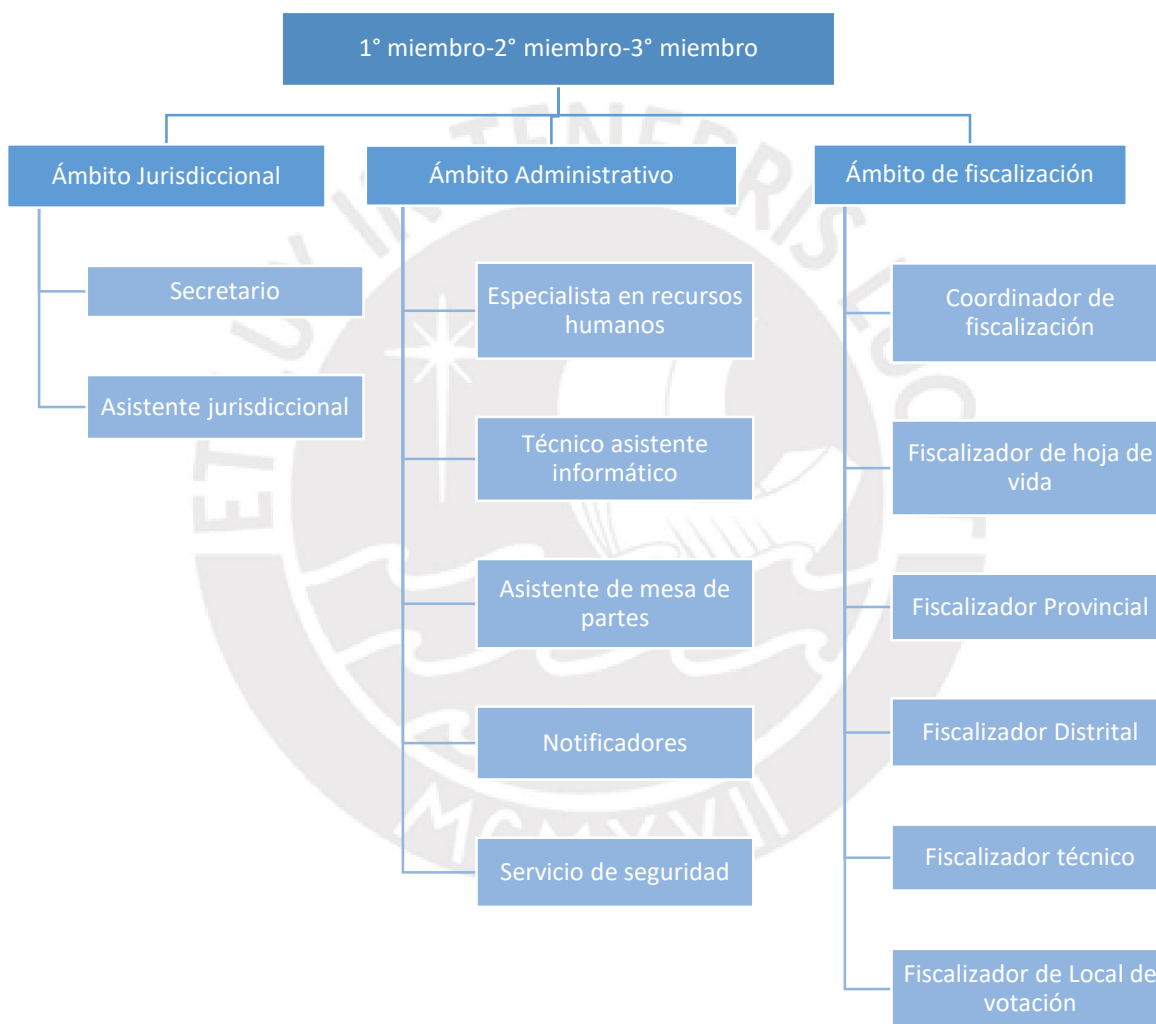 1° miembro-2° miembro-3° miembro
Ámbito Jurisdiccional
Secretario
Asistente jurisdiccional
Ámbito Administrativo
Especialista en recursos
humanos
Técnico asistente
informático
Asistente de mesa de
partes
Notificadores
Servicio de seguridad
Ámbito de fiscalización
Coordinador de
fiscalización
Fiscalizador de hoja de
vida
Fiscalizador Provincial
Fiscalizador Distrital
Fiscalizador técnico
Fiscalizador de Local de
votación
MCMXVII